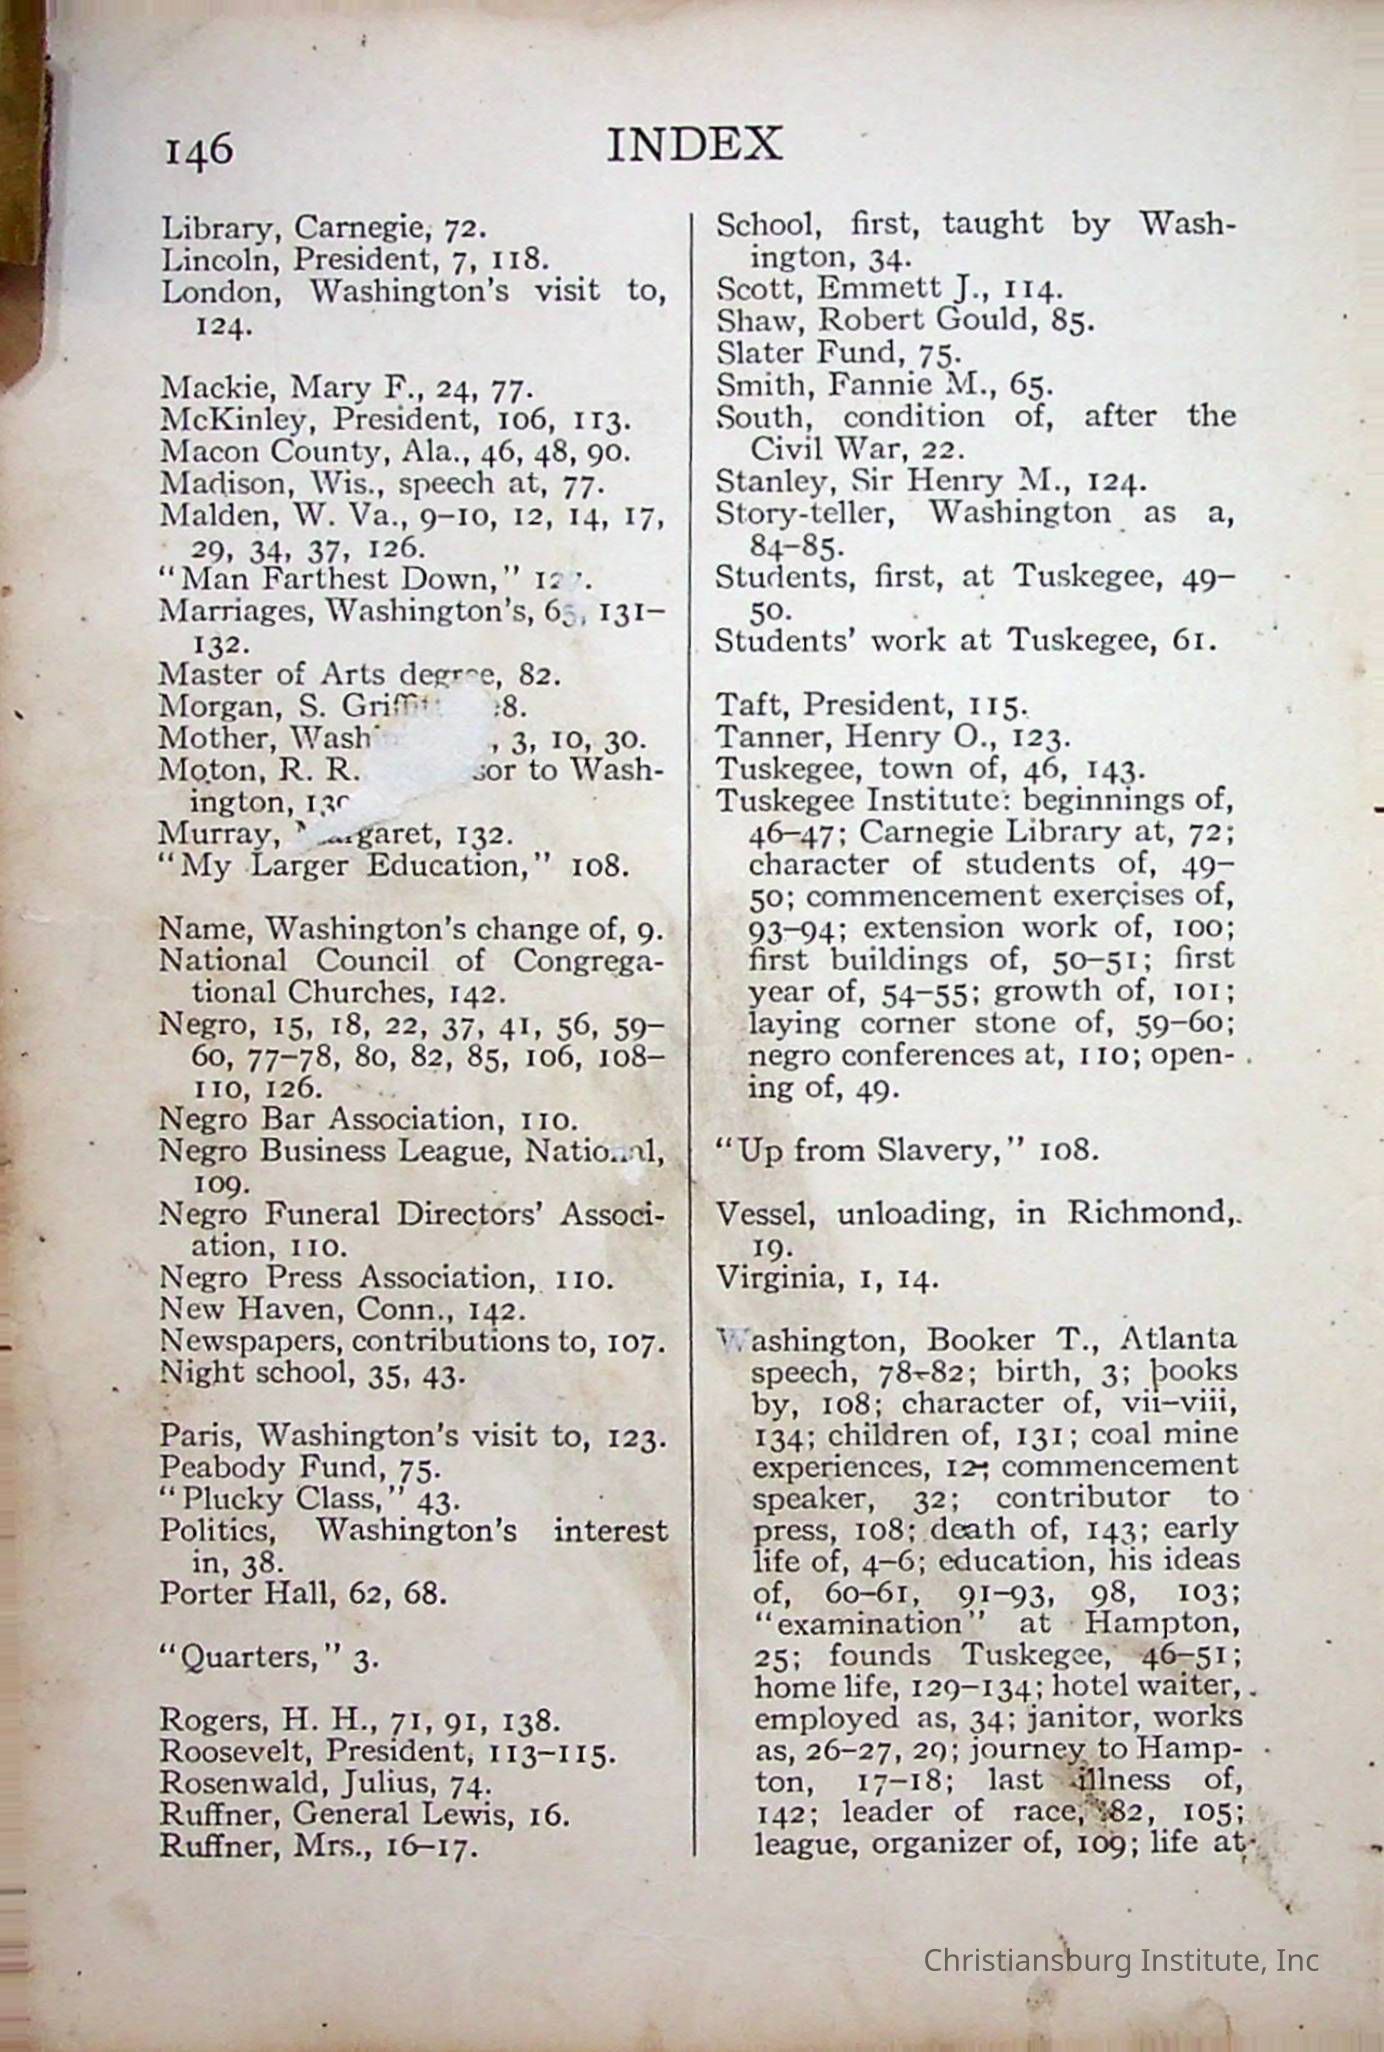 146
INDEX
Library, Carnegie, 72.
Lincoln, President, 7, 118.
London, Washington's visit to,
124.
Mackie, Mary F., 24, 77.
McKinley, President, 106, 113.
Macon County, Ala., 46, 48, 90.
Madison, Wis., speech at, 77.
Malden, W. Va., 9–10, 12, 14, 17,
29, 34, 37, 126.
"Man Farthest Down,"
Marriages, Washington's, 65, 131–
132.
Master of Arts degree, 82.
Morgan, S.
Mother, , 3, 10, 30.
Moton, R. R. to Wash-
ington,
Murray, Margaret, 132.
"My Larger Education," 108.
Name, Washington's change of, 9.
National Council of Congrega-
tional Churches, 142.
Negro, 15, 18, 22, 37, 41, 56, 59–
60, 77–78, 80, 82, 85, 106, 108–
110, 126.
Negro Bar Association, 110.
Negro Business League, National,
109.
Negro Funeral Directors' Associ-
ation, 110.
Negro Press Association, 110.
New Haven, Conn., 142.
Newspapers, contributions to, 107.
Night school, 35, 43.
Paris, Washington's visit to, 123.
Peabody Fund, 75.
"Plucky Class," 43.
Politics, Washington's interest
in, 38.
Porter Hall, 62, 68.
"Quarters," 3.
Rogers, H. H., 71, 91, 138.
Roosevelt, President, 113–115.
Rosenwald, Julius, 74.
Ruffner, General Lewis, 16.
Ruffner, Mrs., 16–17.
School, first, taught by Wash-
ington, 34.
Scott, Emmett J., 114.
Shaw, Robert Gould, 85.
Slater Fund, 75.
Smith, Fannie M., 65.
South, condition of, after the
Civil War, 22.
Stanley, Sir Henry M., 124.
Story-teller, Washington as a,
84–85.
Students, first, at Tuskegee, 49–
50.
Students' work at Tuskegee, 61.
Taft, President, 115.
Tanner, Henry O., 123.
Tuskegee, town of, 46, 143.
Tuskegee Institute: beginnings of,
46–47; Carnegie Library at, 72;
character of students of, 49–
50; commencement exercises of,
93–94; extension work of, 100;
first buildings of, 50–51; first
year of, 54–55; growth of, 101;
laying corner stone of, 59–60;
negro conferences at, 110; open-
ing of, 49.
"Up from Slavery," 108.
Vessel, unloading, in Richmond,
19.
Virginia, 1, 14.
Washington, Booker T., Atlanta
speech, 78–82; birth, 3; books
by, 108; character of, vii–viii,
134; children of, 131; coal mine
experiences, 12; commencement
speaker, 32; contributor to
press, 108; death of, 143; early
life of, 4–6; education, his ideas
of, 60–61, 91–93, 98, 103;
"examination" at Hampton,
25; founds Tuskegee, 46–51;
home life, 129–134; hotel waiter,
employed as, 34; janitor, works
as, 26–27, 29; journey to Hamp-
ton, 17–18; last illness of,
142; leader of race, 82, 105;
league, organizer of, 109; life at
Christiansburg Institute, Inc